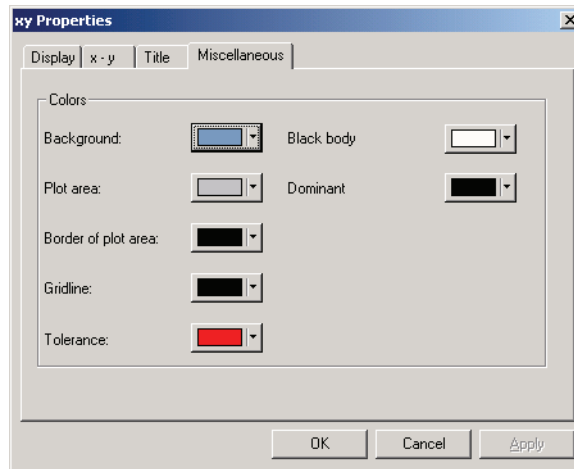 xy Properties
Display x - y Title Miscellaneous
Colors
Background: Black body
Plot area: Dominant
Border of plot area:
Gridline:
Tolerance:
OK Cancel Apply